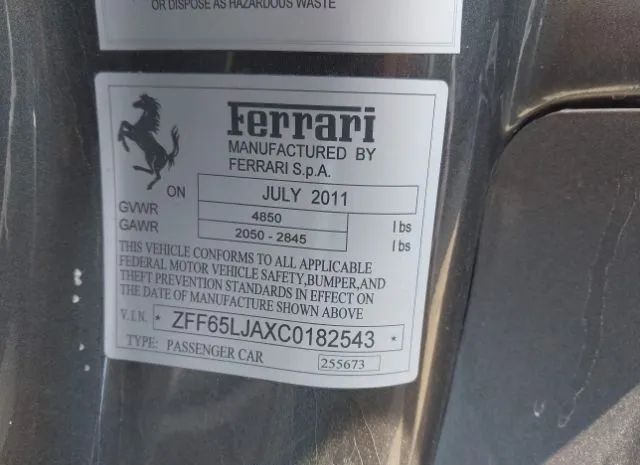 OR DISPOSE AS HAZARDOUS WASTE
Ferrari
MANUFACTURED BY
FERRARI S.p.A.
ON JULY 2011
GVWR 4850 lbs
GAWR 2050 - 2845 lbs
THIS VEHICLE CONFORMS TO ALL APPLICABLE
FEDERAL MOTOR VEHICLE SAFETY,BUMPER,AND
THEFT PREVENTION STANDARDS IN EFFECT ON
THE DATE OF MANUFACTURE SHOWN ABOVE
V.I.N. * ZFF65LJAXC0182543 *
TYPE: PASSENGER CAR 255673